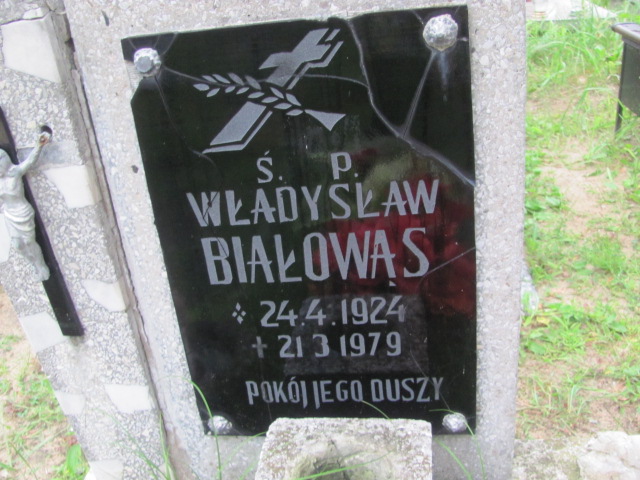 Ś. P.
WŁADYSŁAW
BIAŁOWĄS
24.4.1924
† 21 3 1979
POKÓJ JEGO DUSZY